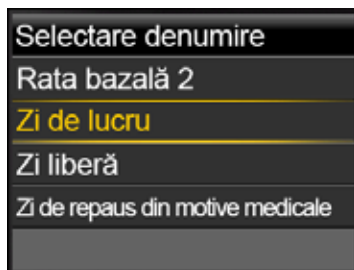 Selectare denumire
Rata bazală 2
Zi de lucru
Zi liberă
Zi de repaus din motive medicale